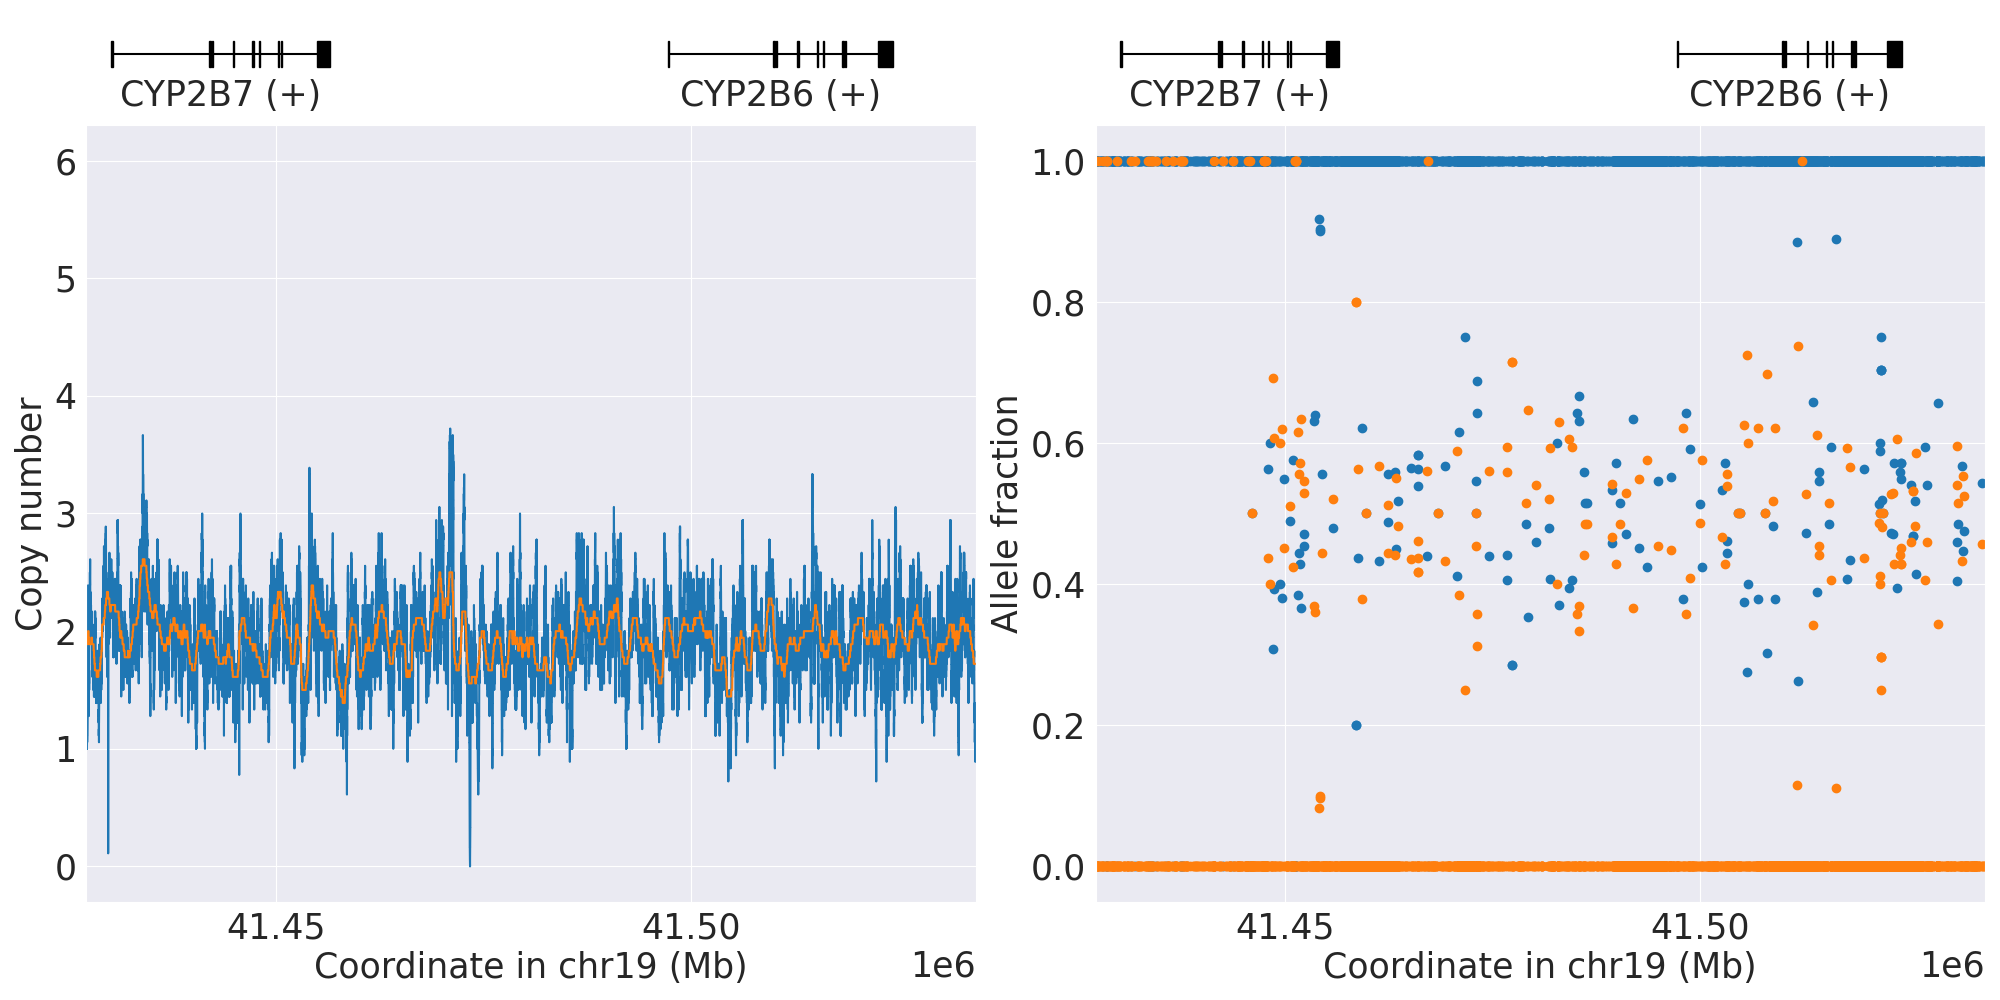 CYP2B7 (+) CYP2B6 (+)
6
5
4
3
2
1
0
Copy number
41.45 41.50
Coordinate in chr19 (Mb)
1e6
CYP2B7 (+) CYP2B6 (+)
1.0
0.8
0.6
0.4
0.2
0.0
Allele fraction
41.45 41.50
Coordinate in chr19 (Mb)
1e6